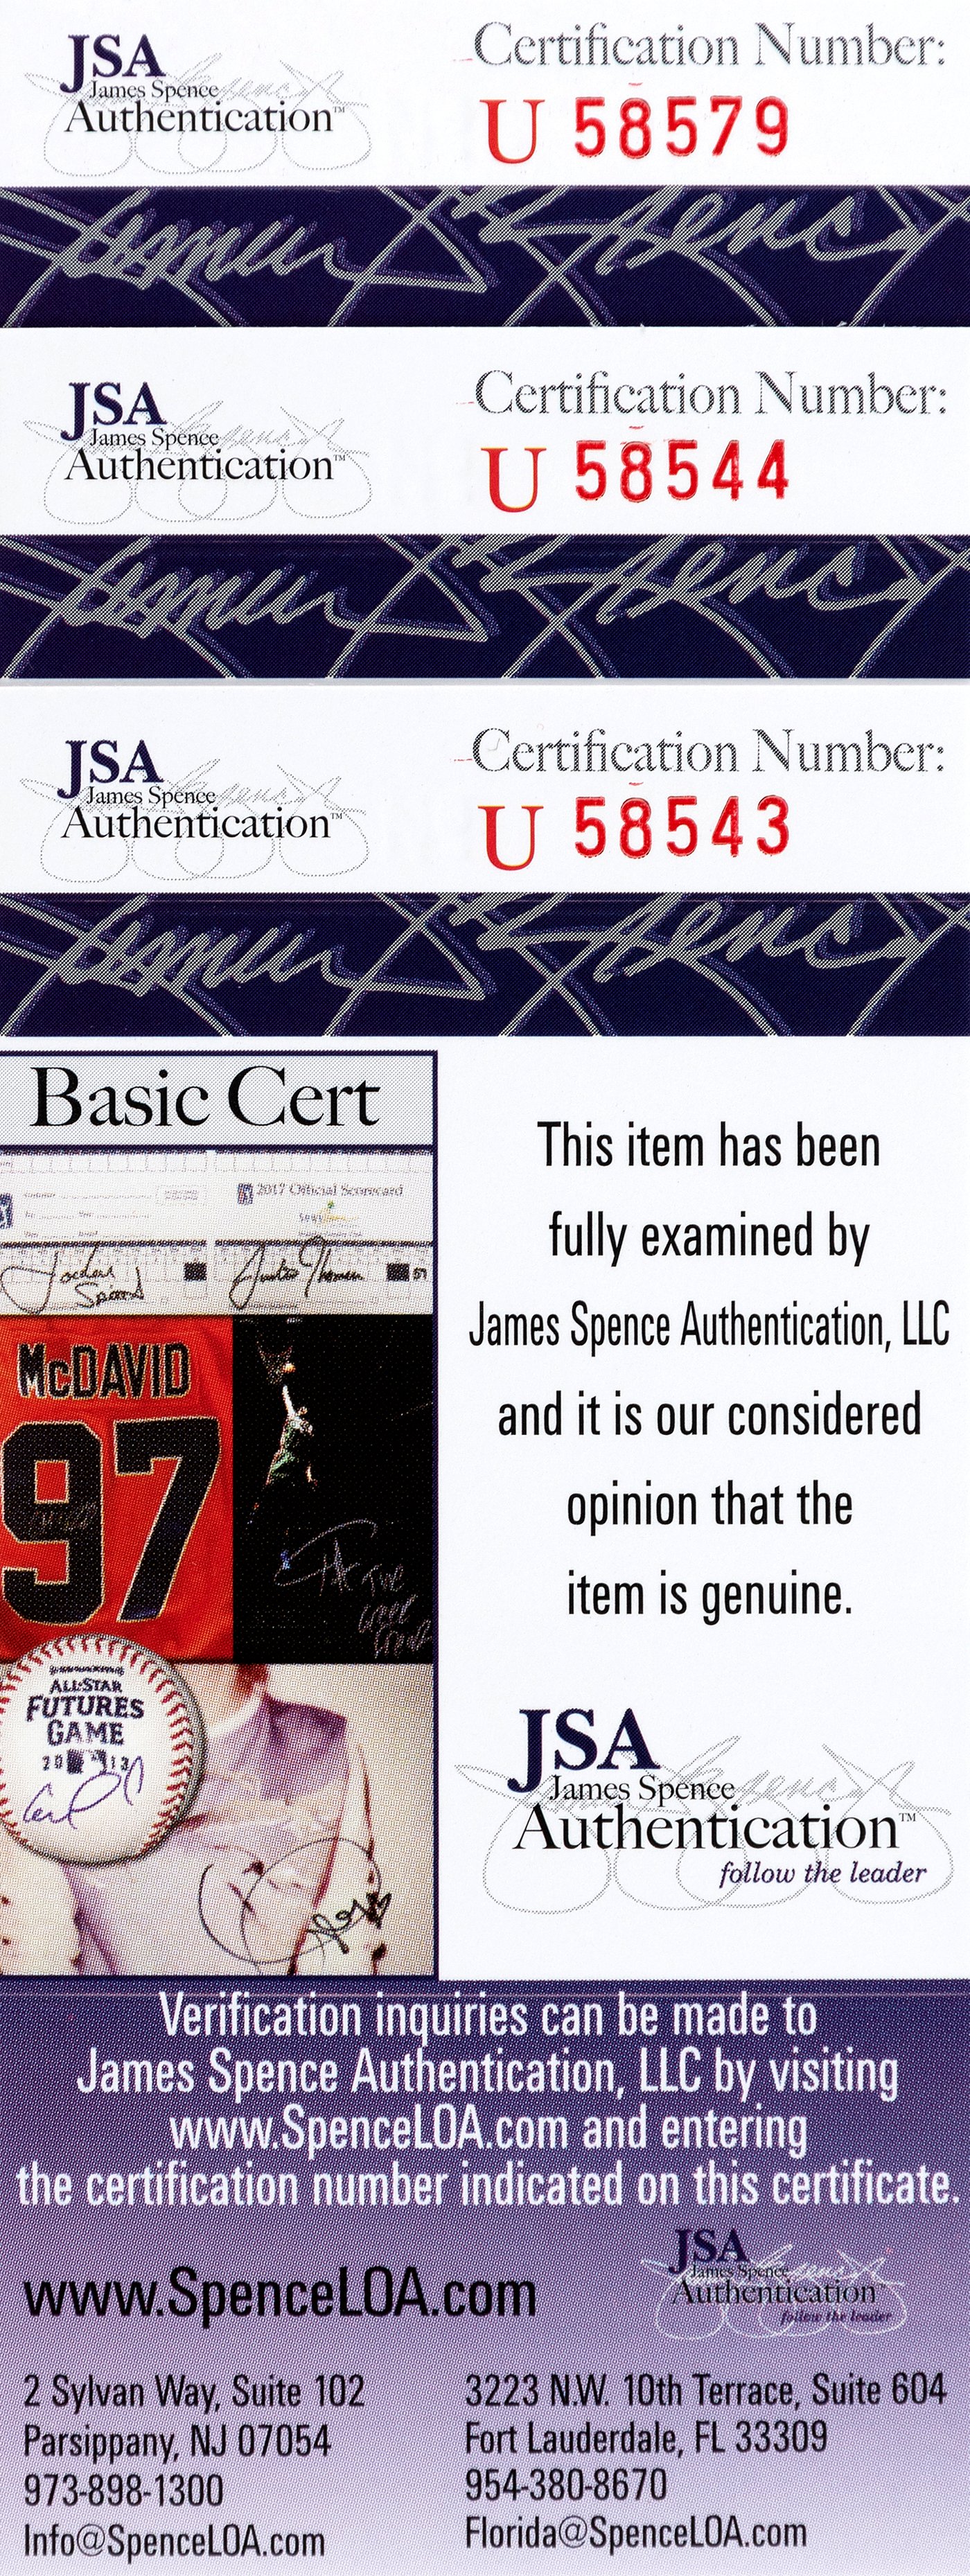 JSA
James Spence
Authentication™
Certification Number:
U 58579
JSA
James Spence
Authentication™
Certification Number:
U 58544
JSA
James Spence
Authentication™
Certification Number:
U 58543
Basic Cert
2017 Official Scorecard
McDAVID
97
ALL-STAR
FUTURES
GAME
This item has been
fully examined by
James Spence Authentication, LLC
and it is our considered
opinion that the
item is genuine.
JSA
James Spence
Authentication™
follow the leader
Verification inquiries can be made to
James Spence Authentication, LLC by visiting
www.SpenceLOA.com and entering
the certification number indicated on this certificate.
www.SpenceLOA.com
JSA
James Spence
Authentication
follow the leader
2 Sylvan Way, Suite 102
Parsippany, NJ 07054
973-898-1300
Info@SpenceLOA.com
3223 N.W. 10th Terrace, Suite 604
Fort Lauderdale, FL 33309
954-380-8670
Florida@SpenceLOA.com